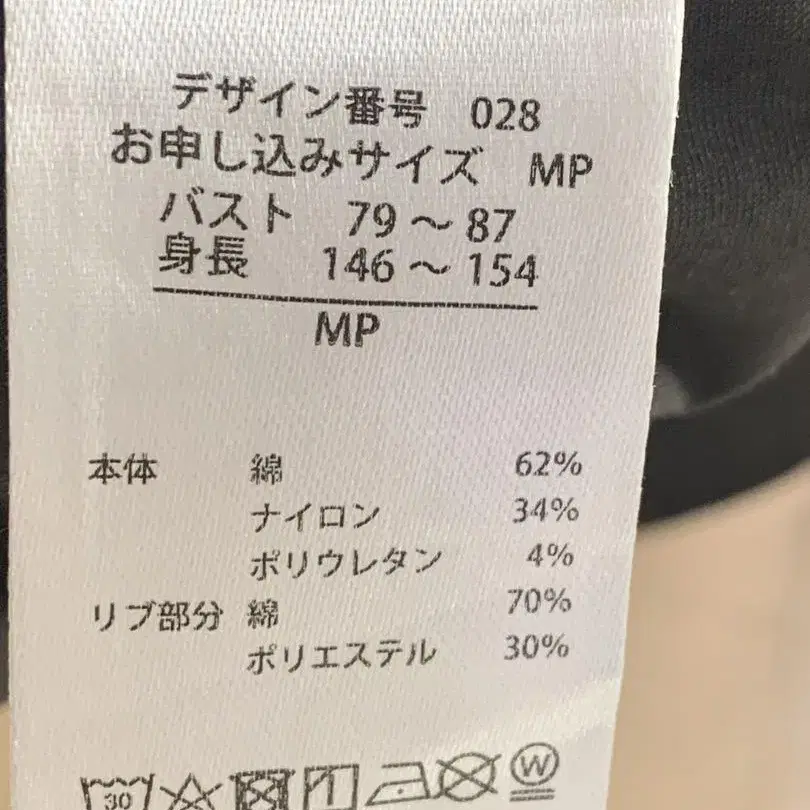 デザイン番号 028
お申し込みサイズ MP
バスト 79～87
身長 146～154
MP
本体 綿 62%
ナイロン 34%
ポリウレタン 4%
リブ部分 綿 70%
ポリエステル 30%
30 W